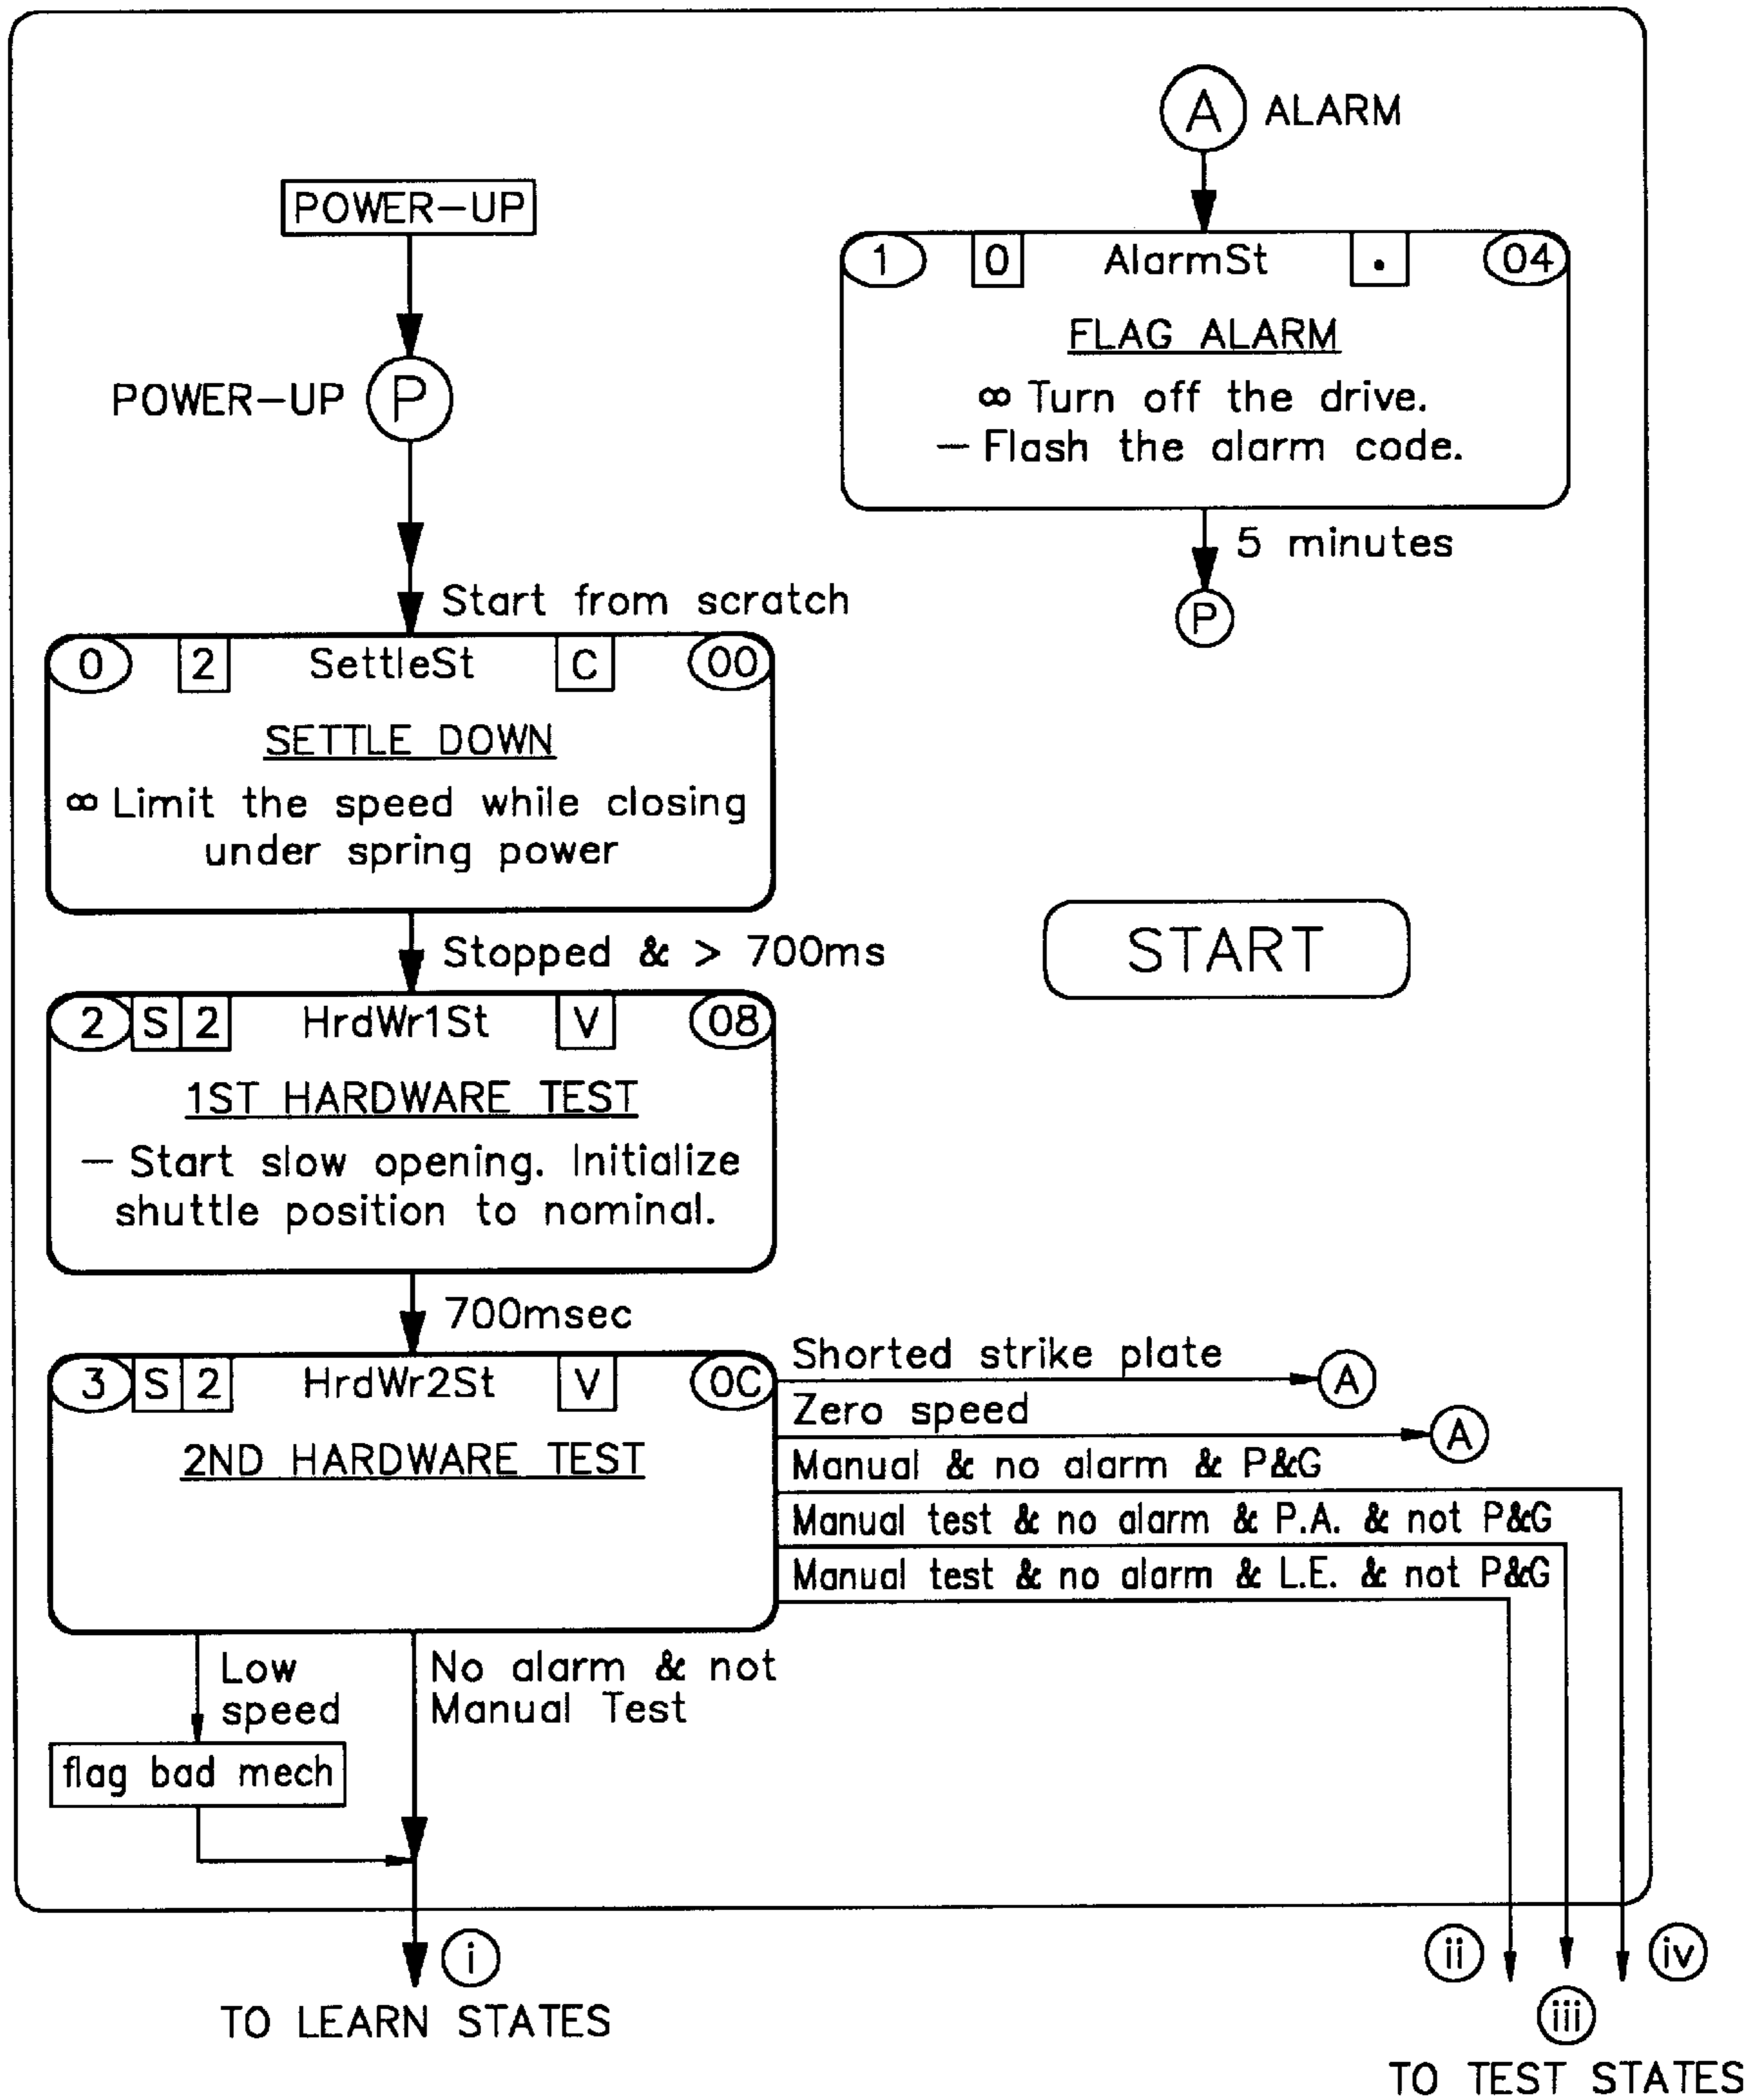 A ALARM
POWER-UP
POWER-UP P
1 0 AlarmSt . 04
FLAG ALARM
∞ Turn off the drive.
— Flash the alarm code.
5 minutes
P
Start from scratch
0 2 SettleSt C 00
SETTLE DOWN
∞ Limit the speed while closing
under spring power
START
Stopped & > 700ms
2 S 2 HrdWr1St V 08
1ST HARDWARE TEST
— Start slow opening. Initialize
shuttle position to nominal.
700msec
3 S 2 HrdWr2St V 0C
2ND HARDWARE TEST
Shorted strike plate
A
Zero speed
A
Manual & no alarm & P&G
Manual test & no alarm & P.A. & not P&G
Manual test & no alarm & L.E. & not P&G
Low
speed
No alarm & not
Manual Test
flag bad mech
i
TO LEARN STATES
ii
iii
iv
TO TEST STATES